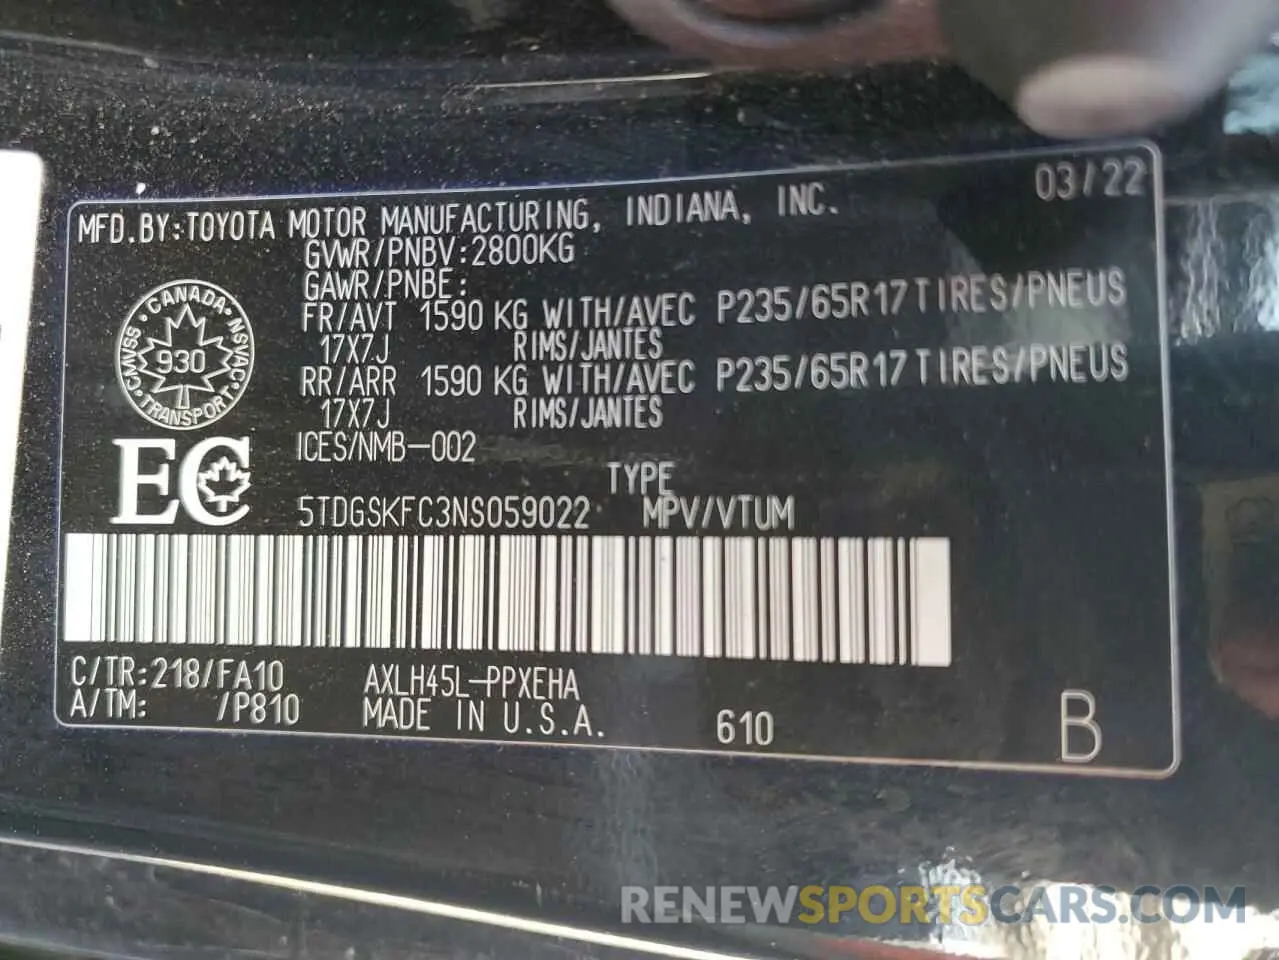 03/22
MFD.BY:TOYOTA MOTOR MANUFACTURING, INDIANA, INC.
GVWR/PNBV:2800KG
GAWR/PNBE:
FR/AVT 1590 KG WITH/AVEC P235/65R17 TIRES/PNEUS
17X7J RIMS/JANTES
RR/ARR 1590 KG WITH/AVEC P235/65R17 TIRES/PNEUS
17X7J RIMS/JANTES
CANADA
CMVSS NSVAC
930
TRANSPORT
ICES/NMB-002
EC
TYPE
5TDGSKFC3NS059022 MPV/VTUM
C/TR:218/FA10 AXLH45L-PPXEHA
A/TM: /P810 MADE IN U.S.A. 610
B
RENEWSPORTSCARS.COM